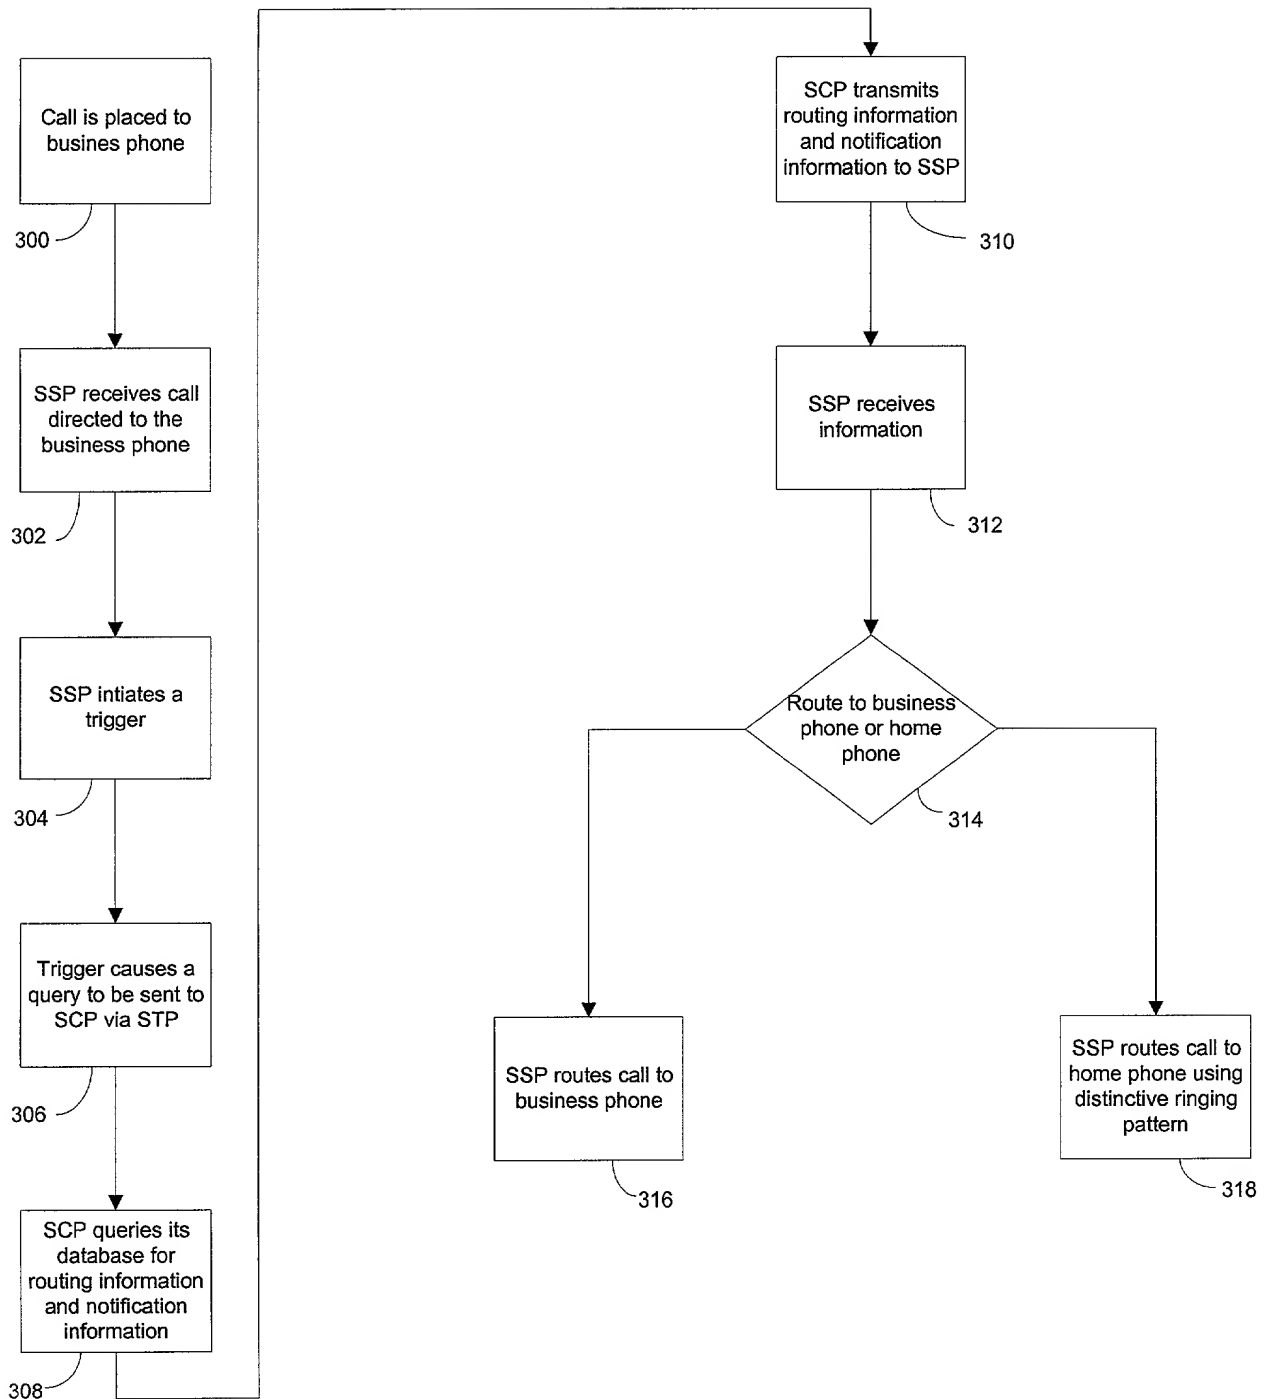 Call is placed to
busines phone
300
SSP receives call
directed to the
business phone
302
SSP intiates a
trigger
304
Trigger causes a
query to be sent to
SCP via STP
306
SCP queries its
database for
routing information
and notification
information
308
SCP transmits
routing information
and notification
information to SSP
310
SSP receives
information
312
Route to business
phone or home
phone
314
SSP routes call to
business phone
316
SSP routes call to
home phone using
distinctive ringing
pattern
318